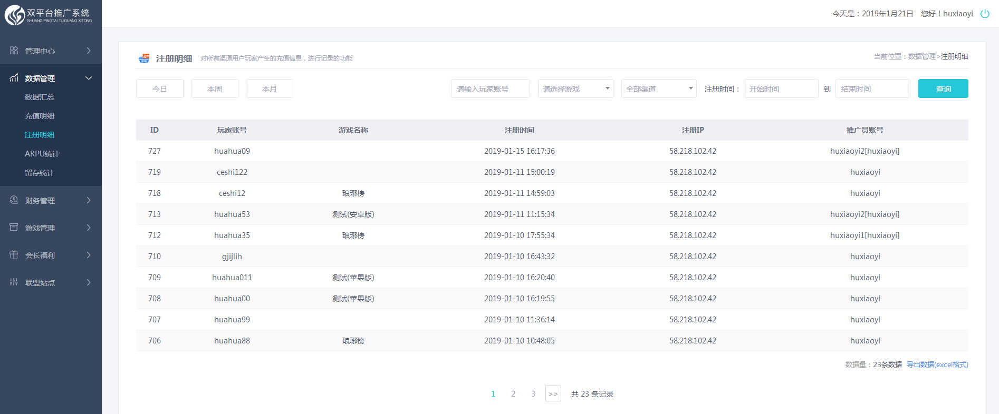 双平台推广系统
SHUANG PINGTAI TUIGUANG XITONG
今天是：2019年1月21日 您好！huxiaoyi
管理中心
数据管理
数据汇总
充值明细
注册明细
ARPU统计
留存统计
财务管理
游戏管理
会长福利
联盟站点
注册明细 对所有渠道用户玩家产生的充值信息，进行记录的功能
当前位置：数据管理>注册明细
今日 本周 本月 请输入玩家账号 请选择游戏 全部渠道 注册时间： 开始时间 到 结束时间 查询
ID 玩家账号 游戏名称 注册时间 注册IP 推广员账号
727 huahua09 2019-01-15 16:17:36 58.218.102.42 huxiaoyi2[huxiaoyi]
719 ceshi122 2019-01-11 15:00:19 58.218.102.42 huxiaoyi
718 ceshi12 琅琊榜 2019-01-11 14:59:03 58.218.102.42 huxiaoyi
713 huahua53 测试(安卓版) 2019-01-11 11:15:34 58.218.102.42 huxiaoyi2[huxiaoyi]
712 huahua35 琅琊榜 2019-01-10 17:55:34 58.218.102.42 huxiaoyi1[huxiaoyi]
710 gjijlih 2019-01-10 16:43:32 58.218.102.42 huxiaoyi
709 huahua011 测试(苹果版) 2019-01-10 16:20:40 58.218.102.42 huxiaoyi
708 huahua00 测试(苹果版) 2019-01-10 16:19:55 58.218.102.42 huxiaoyi
707 huahua99 2019-01-10 11:36:14 58.218.102.42 huxiaoyi
706 huahua88 琅琊榜 2019-01-10 10:48:05 58.218.102.42 huxiaoyi
数据量：23条数据 导出数据(excel格式)
1 2 3 >> 共 23 条记录